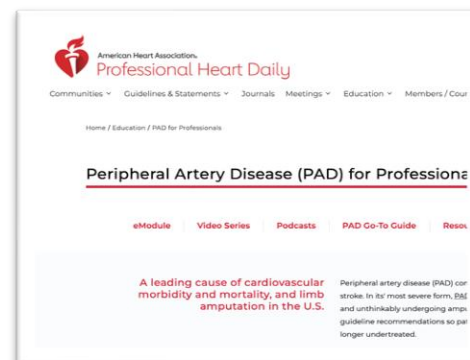 American Heart Association.
Professional Heart Daily
Communities Guidelines & Statements Journals Meetings Education Members / Cour
Home / Education / PAD for Professionals
Peripheral Artery Disease (PAD) for Professiona
eModule Video Series Podcasts PAD Go-To Guide Resou
A leading cause of cardiovascular
morbidity and mortality, and limb
amputation in the U.S.
Peripheral artery disease (PAD) con
stroke. In its' most severe form, PAD
and unthinkably undergoing ampu
guideline recommendations so pat
longer undertreated.